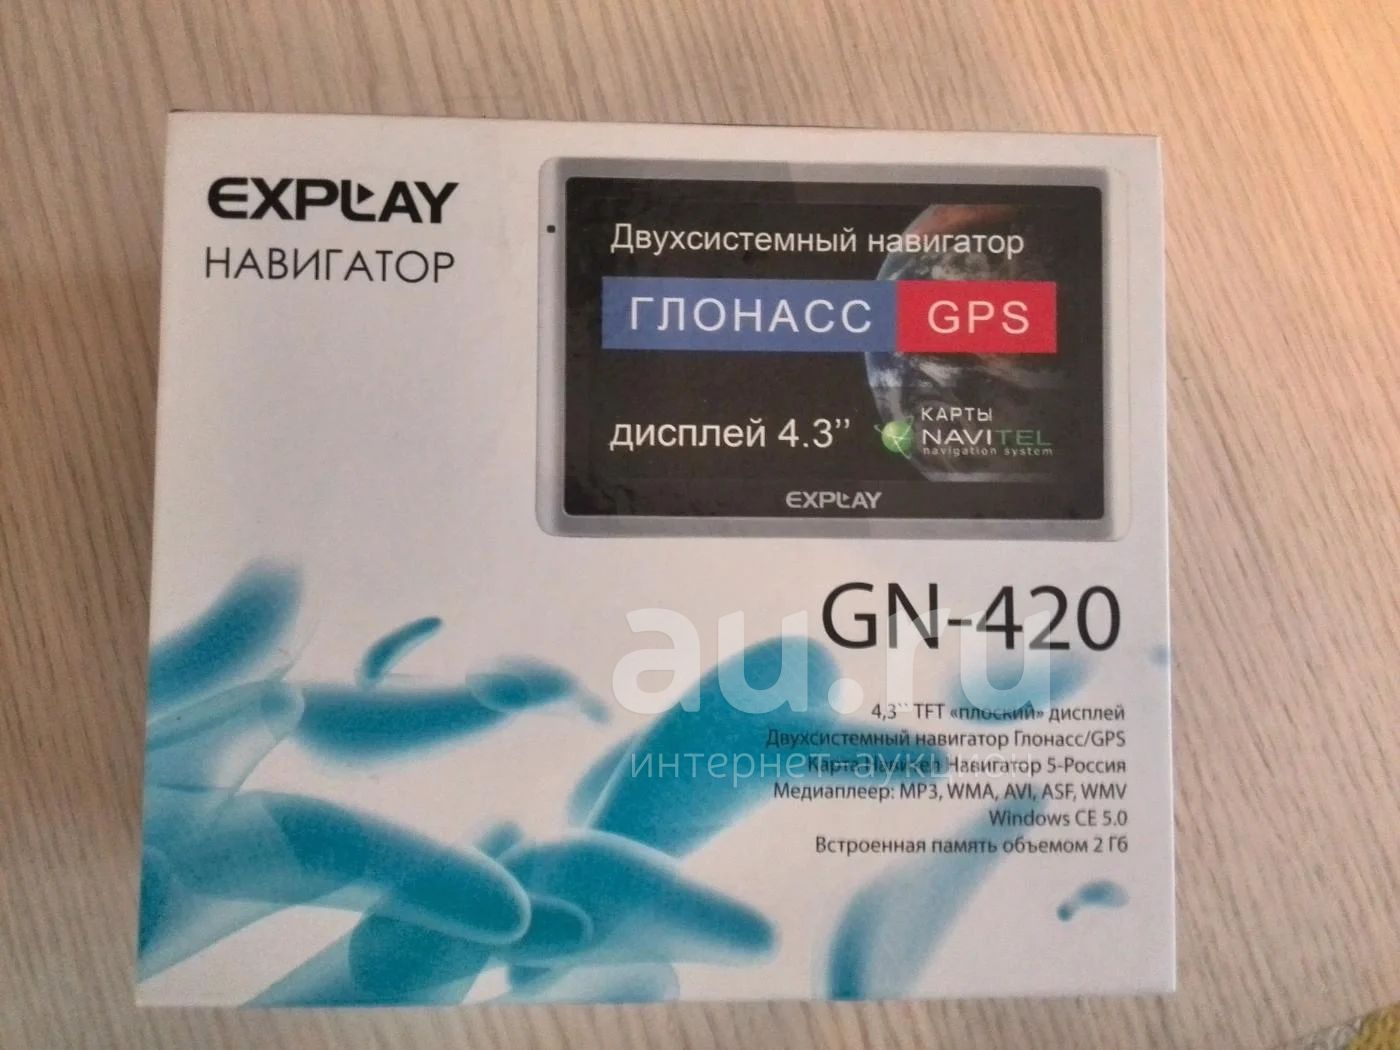 EXPLAY
НАВИГАТОР
Двухсистемный навигатор
ГЛОНАСС GPS
дисплей 4.3’’
КАРТЫ
NAVITEL
navigation system
EXPLAY
GN-420
au.ru
интернет-аукцион
4,3`` TFT «плоский» дисплей
Двухсистемный навигатор Глонасс/GPS
Карта Навител Навигатор 5-Россия
Медиаплеер: MP3, WMA, AVI, ASF, WMV
Windows CE 5.0
Встроенная память объемом 2 Гб